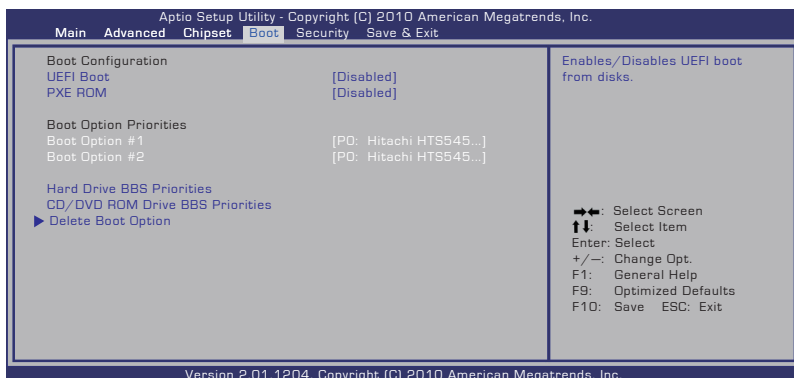 Aptio Setup Utility - Copyright (C) 2010 American Megatrends, Inc.
Main Advanced Chipset Boot Security Save & Exit
Boot Configuration
UEFI Boot [Disabled]
PXE ROM [Disabled]
Boot Option Priorities
Boot Option #1 [P0: Hitachi HTS545...]
Boot Option #2 [P0: Hitachi HTS545...]
Hard Drive BBS Priorities
CD/DVD ROM Drive BBS Priorities
Delete Boot Option
Enables/Disables UEFI boot
from disks.
→←: Select Screen
↑↓: Select Item
Enter: Select
+/—: Change Opt.
F1: General Help
F9: Optimized Defaults
F10: Save ESC: Exit
Version 2.01.1204. Copyright (C) 2010 American Megatrends, Inc.